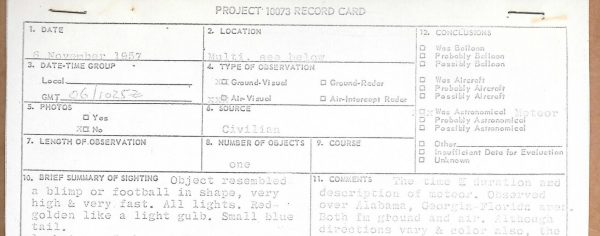 PROJECT 10073 RECORD CARD
1. DATE
6 November 1957
2. LOCATION
Multi. see below
12. CONCLUSIONS
□ Was Balloon
□ Probably Balloon
□ Possibly Balloon
□ Was Aircraft
□ Probably Aircraft
□ Possibly Aircraft
□x Was Astronomical Meteor
□ Probably Astronomical
□ Possibly Astronomical
□ Other
□ Insufficient Data for Evaluation
□ Unknown
3. DATE-TIME GROUP
Local
GMT 06/1025Z
4. TYPE OF OBSERVATION
X□ Ground-Visual □ Ground-Radar
X□ Air-Visual □ Air-Intercept Radar
5. PHOTOS
□ Yes
X□ No
6. SOURCE
Civilian
7. LENGTH OF OBSERVATION
8. NUMBER OF OBJECTS
one
9. COURSE
10. BRIEF SUMMARY OF SIGHTING Object resembled
a blimp or football in shape, very
high & very fast. All lights. Red-
golden like a light gulb. Small blue
tail.
11. COMMENTS The time duration and
description of meteor. Observed
over Alabama, Georgia-Florida area.
Both fm ground and air. Although
directions vary & color also, the